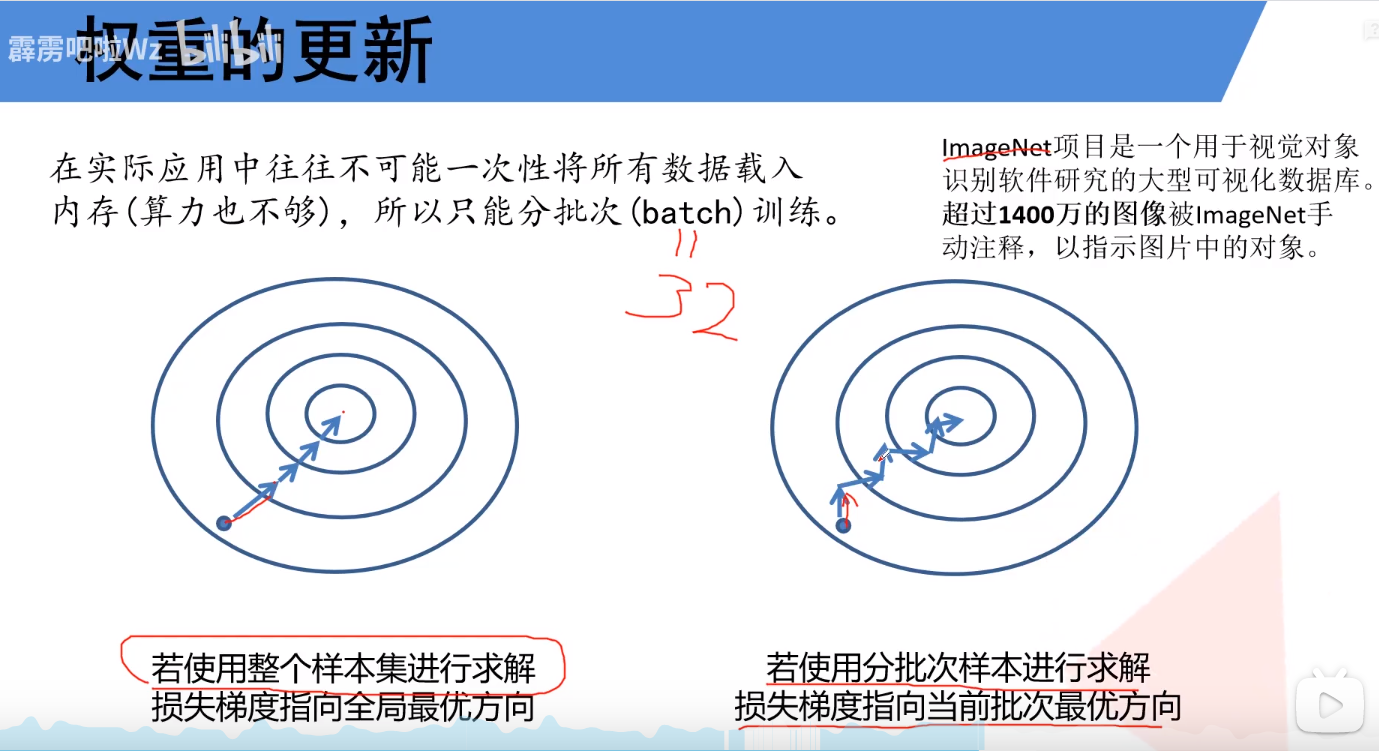 权重的更新
霹雳吧啦Wz bilibili
在实际应用中往往不可能一次性将所有数据载入
内存(算力也不够)，所以只能分批次(batch)训练。
ImageNet项目是一个用于视觉对象
识别软件研究的大型可视化数据库。
超过1400万的图像被ImageNet手
动注释，以指示图片中的对象。
32
若使用整个样本集进行求解
损失梯度指向全局最优方向
若使用分批次样本进行求解
损失梯度指向当前批次最优方向